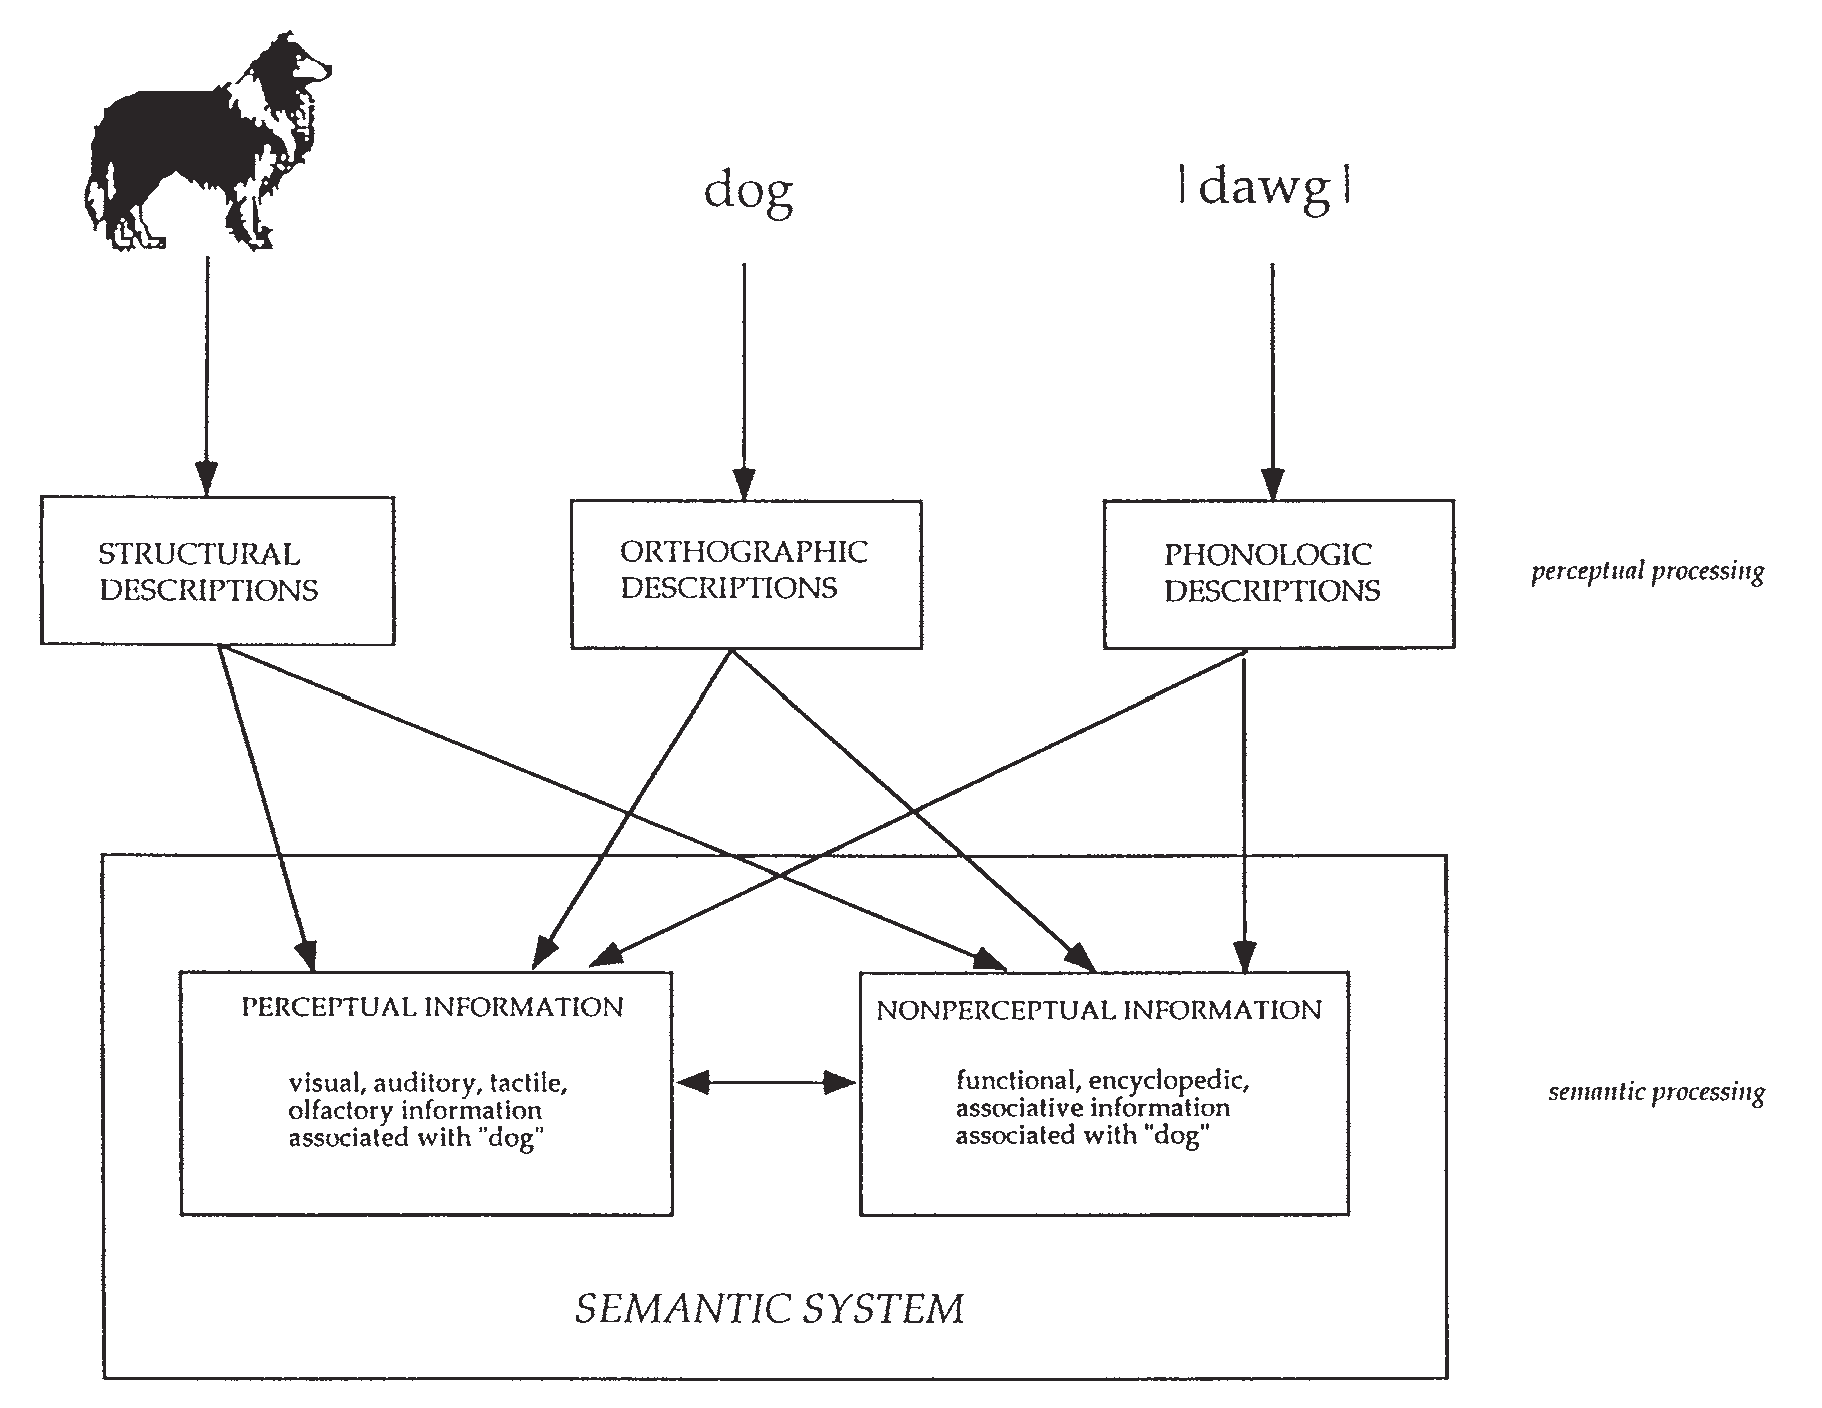 dog
|dawg|
STRUCTURAL
DESCRIPTIONS
ORTHOGRAPHIC
DESCRIPTIONS
PHONOLOGIC
DESCRIPTIONS
perceptual processing
PERCEPTUAL INFORMATION
visual, auditory, tactile,
olfactory information
associated with "dog"
NONPERCEPTUAL INFORMATION
functional, encyclopedic,
associative information
associated with "dog"
semantic processing
SEMANTIC SYSTEM